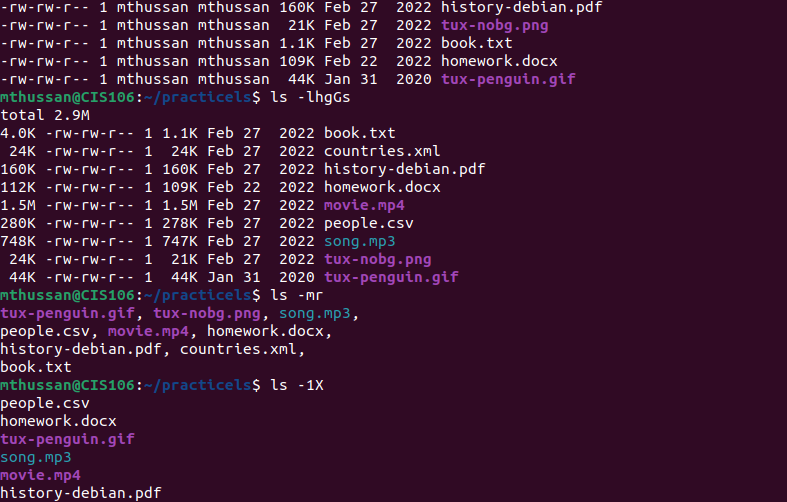 -rw-rw-r-- 1 mthussan mthussan 160K Feb 27  2022 history-debian.pdf
-rw-rw-r-- 1 mthussan mthussan  21K Feb 27  2022 tux-nobg.png
-rw-rw-r-- 1 mthussan mthussan 1.1K Feb 27  2022 book.txt
-rw-rw-r-- 1 mthussan mthussan 109K Feb 22  2022 homework.docx
-rw-rw-r-- 1 mthussan mthussan  44K Jan 31  2020 tux-penguin.gif
mthussan@CIS106:~/practicels$ ls -lhgGs
total 2.9M
4.0K -rw-rw-r-- 1 1.1K Feb 27  2022 book.txt
 24K -rw-rw-r-- 1  24K Feb 27  2022 countries.xml
160K -rw-rw-r-- 1 160K Feb 27  2022 history-debian.pdf
112K -rw-rw-r-- 1 109K Feb 22  2022 homework.docx
1.5M -rw-rw-r-- 1 1.5M Feb 27  2022 movie.mp4
280K -rw-rw-r-- 1 278K Feb 27  2022 people.csv
748K -rw-rw-r-- 1 747K Feb 27  2022 song.mp3
 24K -rw-rw-r-- 1  21K Feb 27  2022 tux-nobg.png
 44K -rw-rw-r-- 1  44K Jan 31  2020 tux-penguin.gif
mthussan@CIS106:~/practicels$ ls -mr
tux-penguin.gif, tux-nobg.png, song.mp3,
people.csv, movie.mp4, homework.docx,
history-debian.pdf, countries.xml,
book.txt
mthussan@CIS106:~/practicels$ ls -1X
people.csv
homework.docx
tux-penguin.gif
song.mp3
movie.mp4
history-debian.pdf